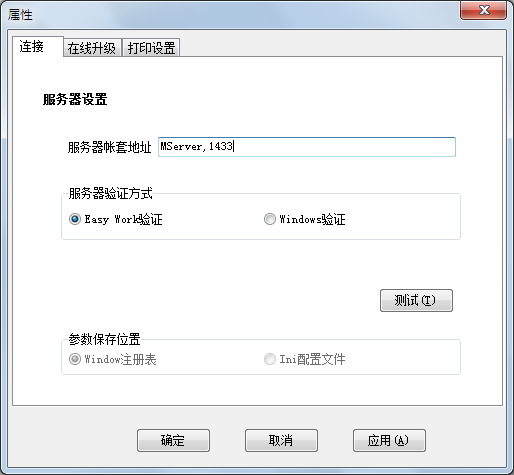 属性
连接 在线升级 打印设置
服务器设置
服务器帐套地址 MServer,1433
服务器验证方式
Easy Work验证 Windows验证
测试(T)
参数保存位置
Window注册表 Ini配置文件
确定 取消 应用(A)